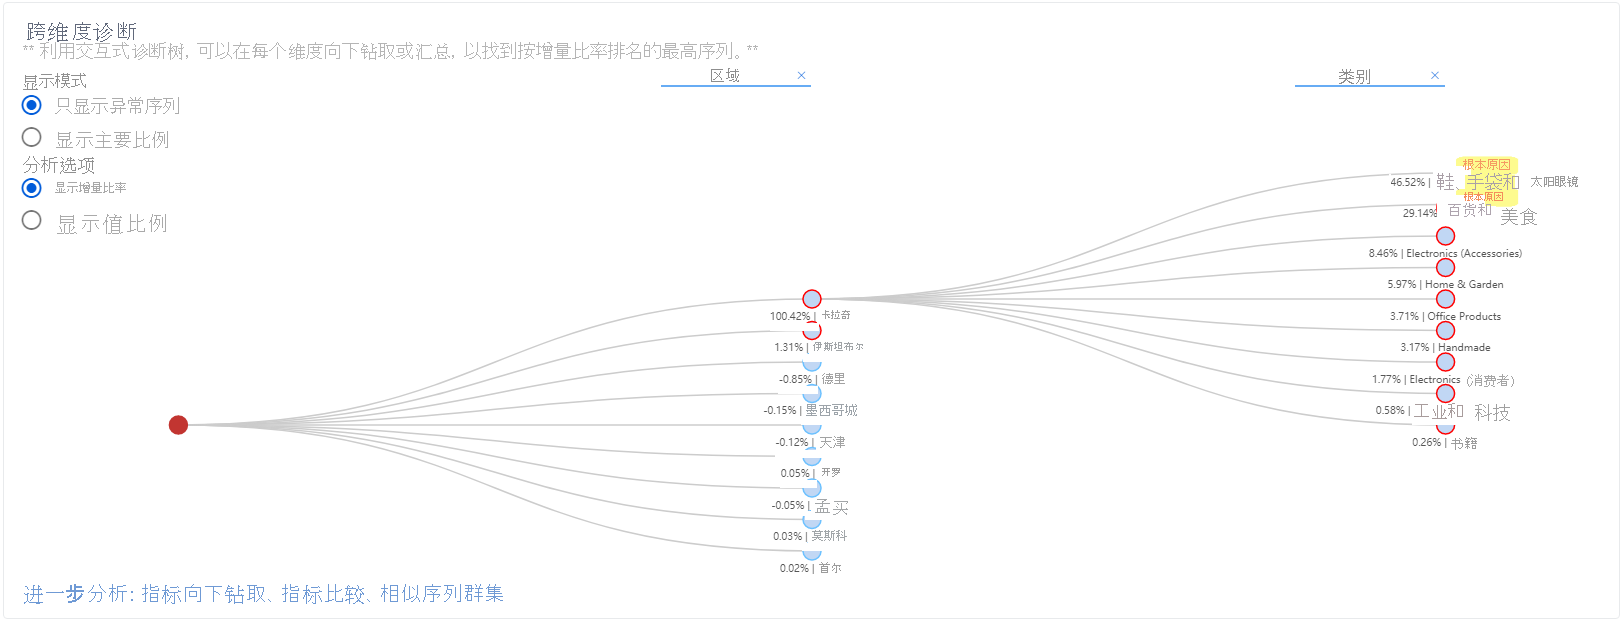 跨维度诊断
** 利用交互式诊断树, 可以在每个维度向下钻取或汇总, 以找到按增量比率排名的最高序列。**
显示模式
只显示异常序列
显示主要比例
分析选项
显示增量比率
显示值比例
区域 ×
100.42% | 卡拉奇
1.31% | 伊斯坦布尔
-0.85% | 德里
-0.15% | 墨西哥城
-0.12% | 天津
0.05% | 开罗
-0.05% | 孟买
0.03% | 莫斯科
0.02% | 首尔
类别 ×
根本原因
46.52% | 鞋、手袋和 太阳眼镜
根本原因
29.14% 百货和 美食
8.46% | Electronics (Accessories)
5.97% | Home & Garden
3.71% | Office Products
3.17% | Handmade
1.77% | Electronics (消费者)
0.58% | 工业和 科技
0.26% | 书籍
进一步分析: 指标向下钻取、指标比较、相似序列群集